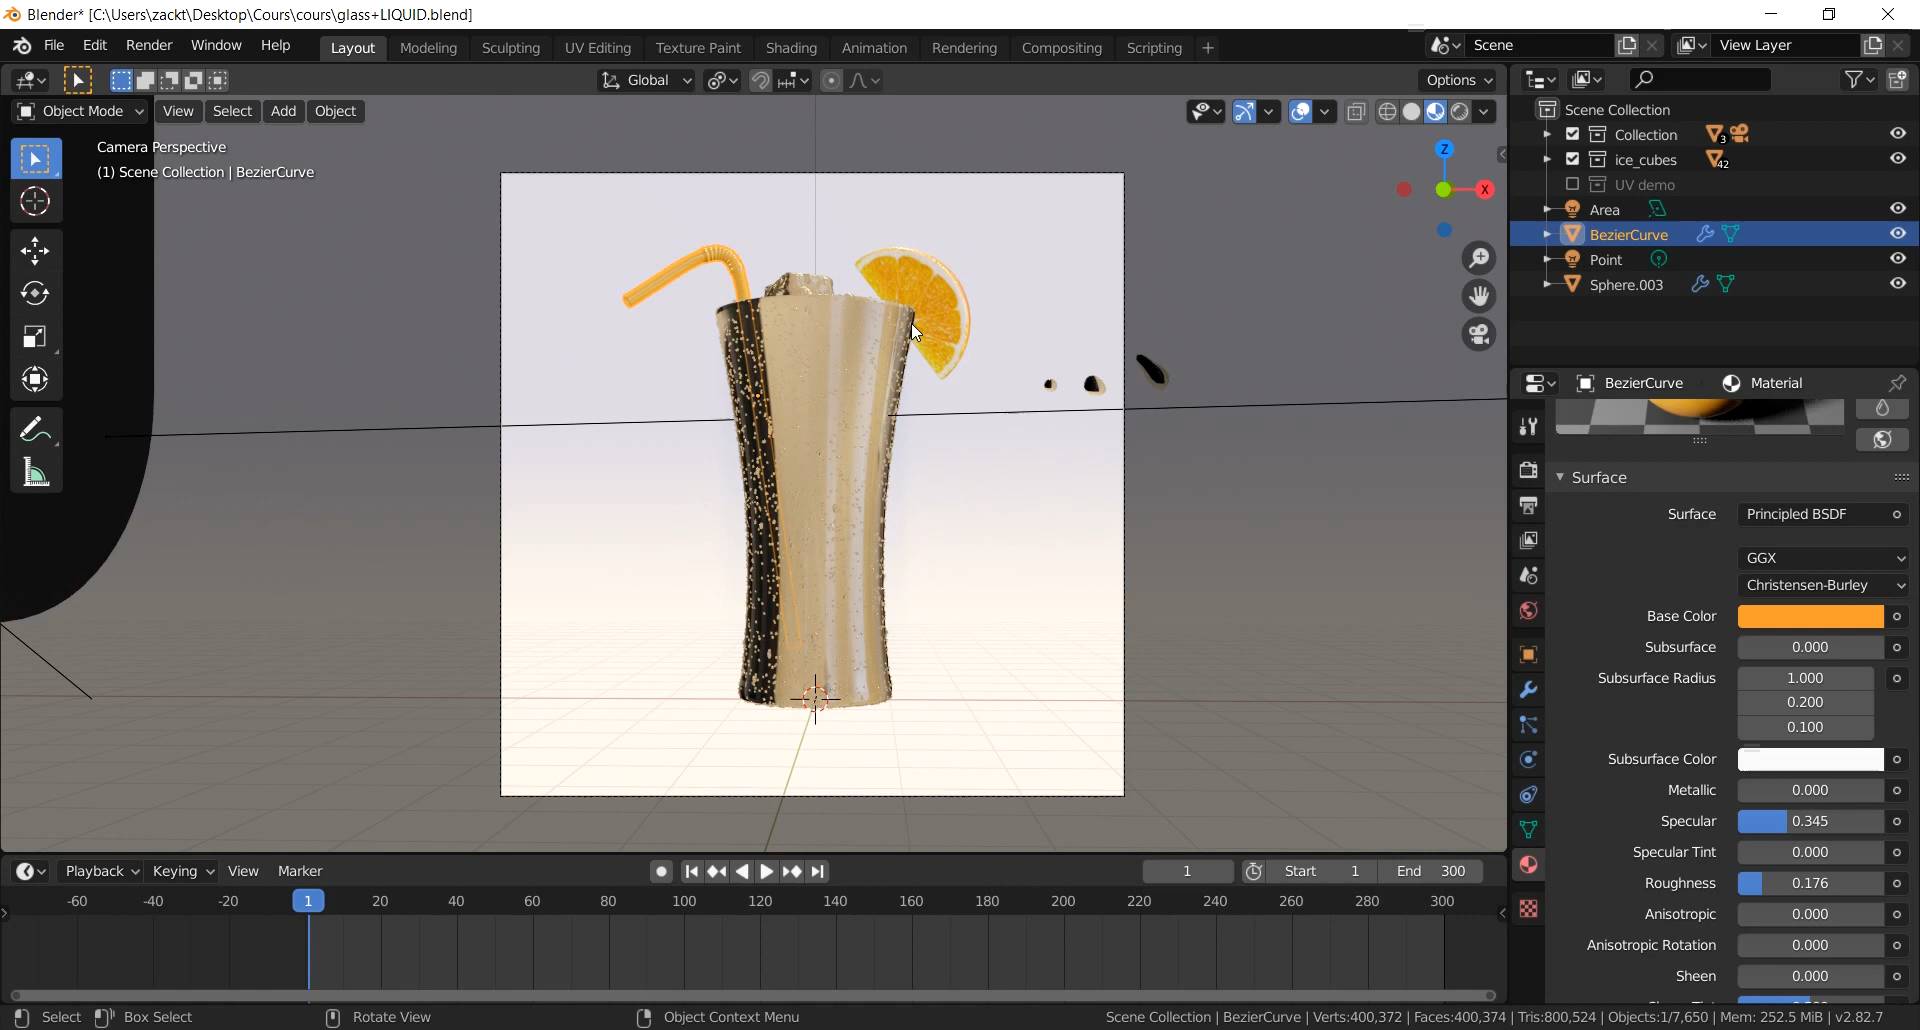 Blender* [C:\Users\zackt\Desktop\Cours\cours\glass+LIQUID.blend]
File Edit Render Window Help Layout Modeling Sculpting UV Editing Texture Paint Shading Animation Rendering Compositing Scripting + Scene View Layer
Global Options
Object Mode View Select Add Object
Camera Perspective
(1) Scene Collection | BezierCurve
Z
X
Scene Collection
Collection 3
ice_cubes 42
UV demo
Area
BezierCurve
Point
Sphere.003
BezierCurve Material
Surface
Surface Principled BSDF
GGX
Christensen-Burley
Base Color
Subsurface 0.000
Subsurface Radius 1.000
0.200
0.100
Subsurface Color
Metallic 0.000
Specular 0.345
Specular Tint 0.000
Roughness 0.176
Anisotropic 0.000
Anisotropic Rotation 0.000
Sheen 0.000
Playback Keying View Marker 1 Start 1 End 300
-60 -40 -20 1 20 40 60 80 100 120 140 160 180 200 220 240 260 280 300
Select Box Select Rotate View Object Context Menu Scene Collection | BezierCurve | Verts:400,372 | Faces:400,374 | Tris:800,524 | Objects:1/7,650 | Mem: 252.5 MiB | v2.82.7